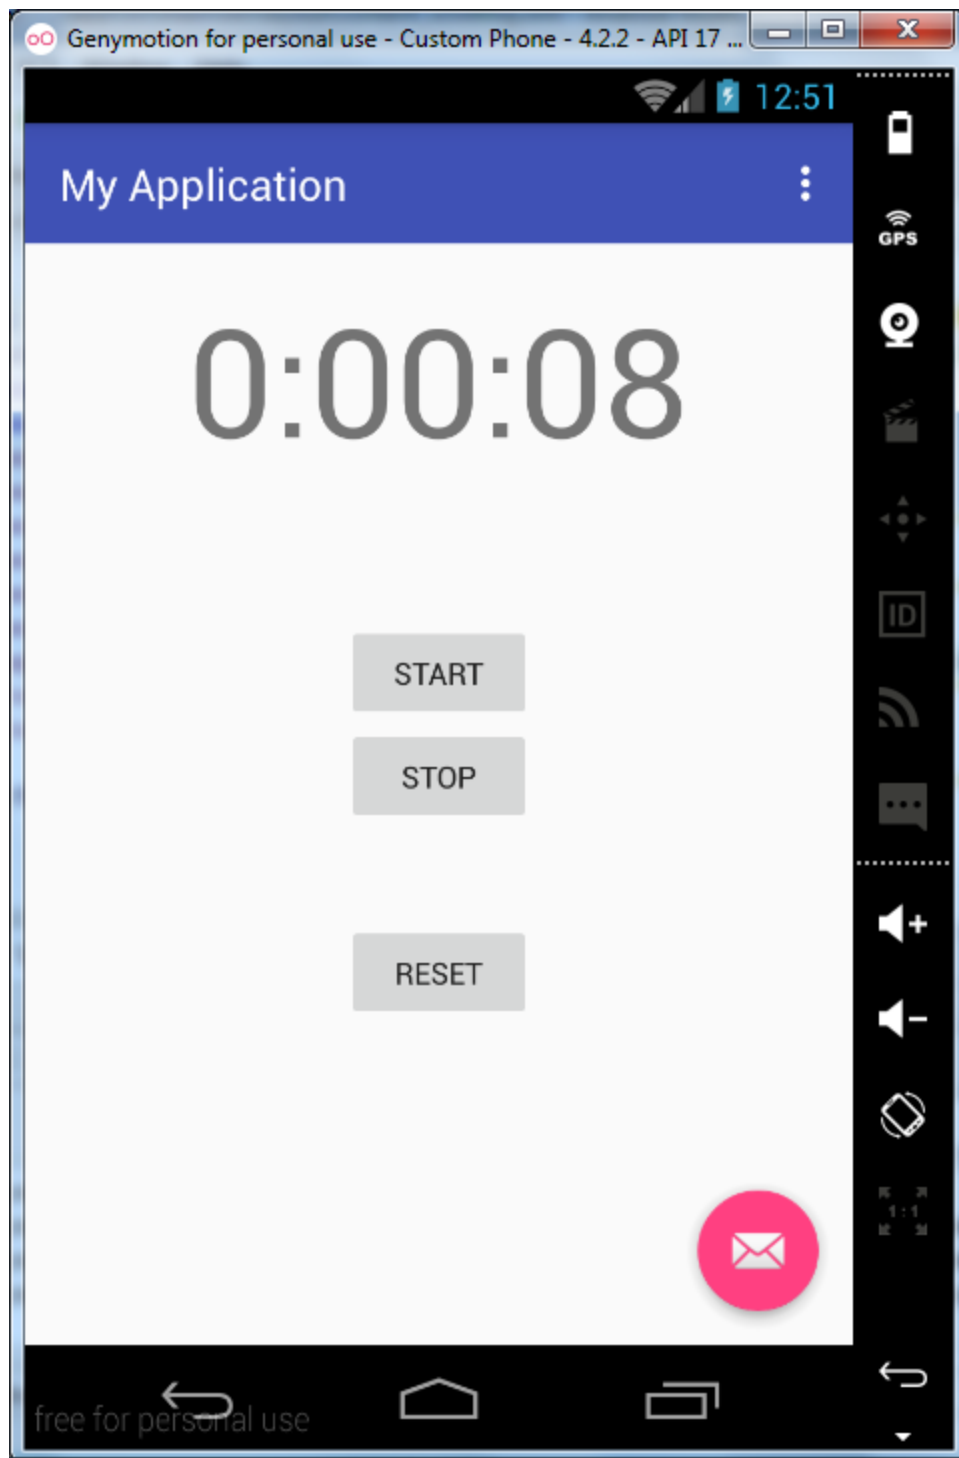 Genymotion for personal use - Custom Phone - 4.2.2 - API 17 ...
12:51
My Application
GPS
0:00:08
ID
START
STOP
RESET
1:1
free for personal use